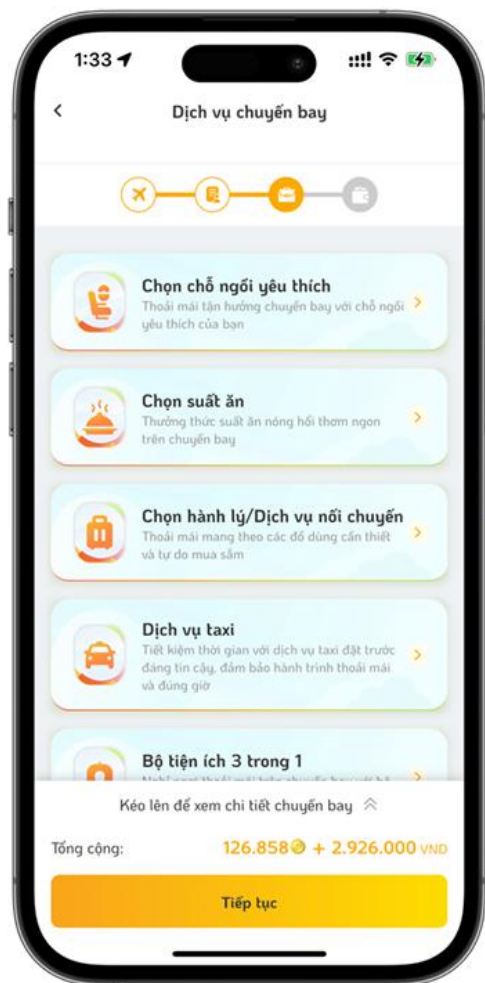 1:33
Dịch vụ chuyến bay
Chọn chỗ ngồi yêu thích
Thoải mái tận hưởng chuyến bay với chỗ ngồi
yêu thích của bạn
Chọn suất ăn
Thưởng thức suất ăn nóng hổi thơm ngon
trên chuyến bay
Chọn hành lý/Dịch vụ nối chuyến
Thoải mái mang theo các đồ dùng cần thiết
và tự do mua sắm
Dịch vụ taxi
Tiết kiệm thời gian với dịch vụ taxi đặt trước
đáng tin cậy, đảm bảo hành trình thoải mái
và đúng giờ
Bộ tiện ích 3 trong 1
Kéo lên để xem chi tiết chuyến bay
Tổng cộng: 126.858 + 2.926.000 VND
Tiếp tục